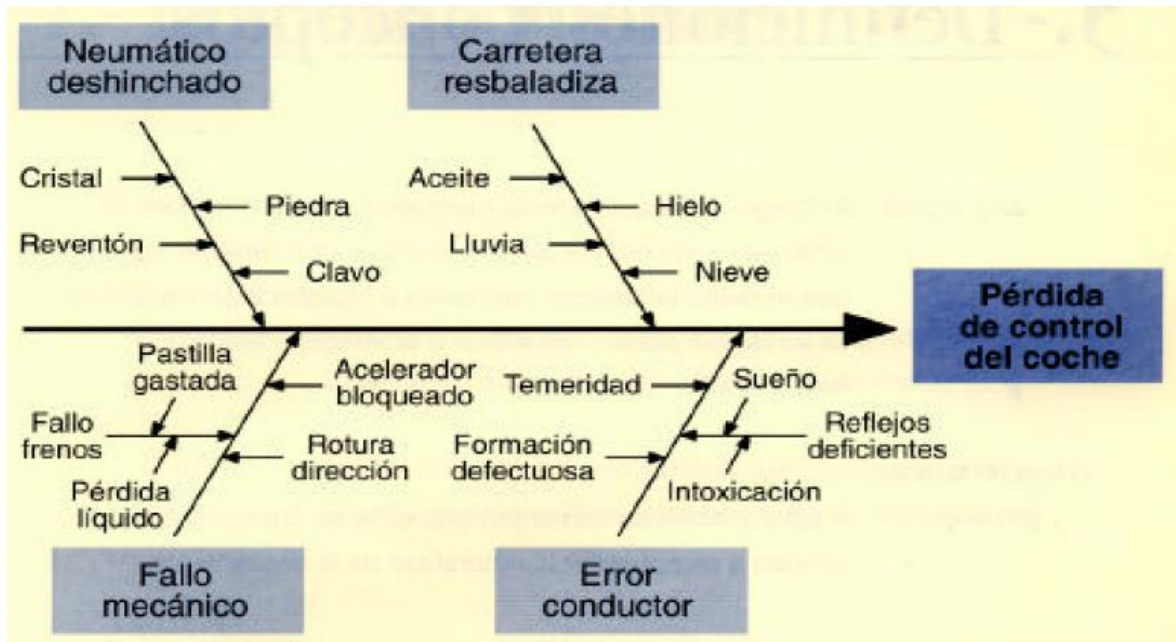 Neumático
deshinchado
Carretera
resbaladiza
Cristal
Piedra
Reventón
Clavo
Aceite
Hielo
Lluvia
Nieve
Pérdida
de control
del coche
Pastilla
gastada
Acelerador
bloqueado
Fallo
frenos
Rotura
dirección
Pérdida
líquido
Temeridad
Sueño
Formación
defectuosa
Reflejos
deficientes
Intoxicación
Fallo
mecánico
Error
conductor